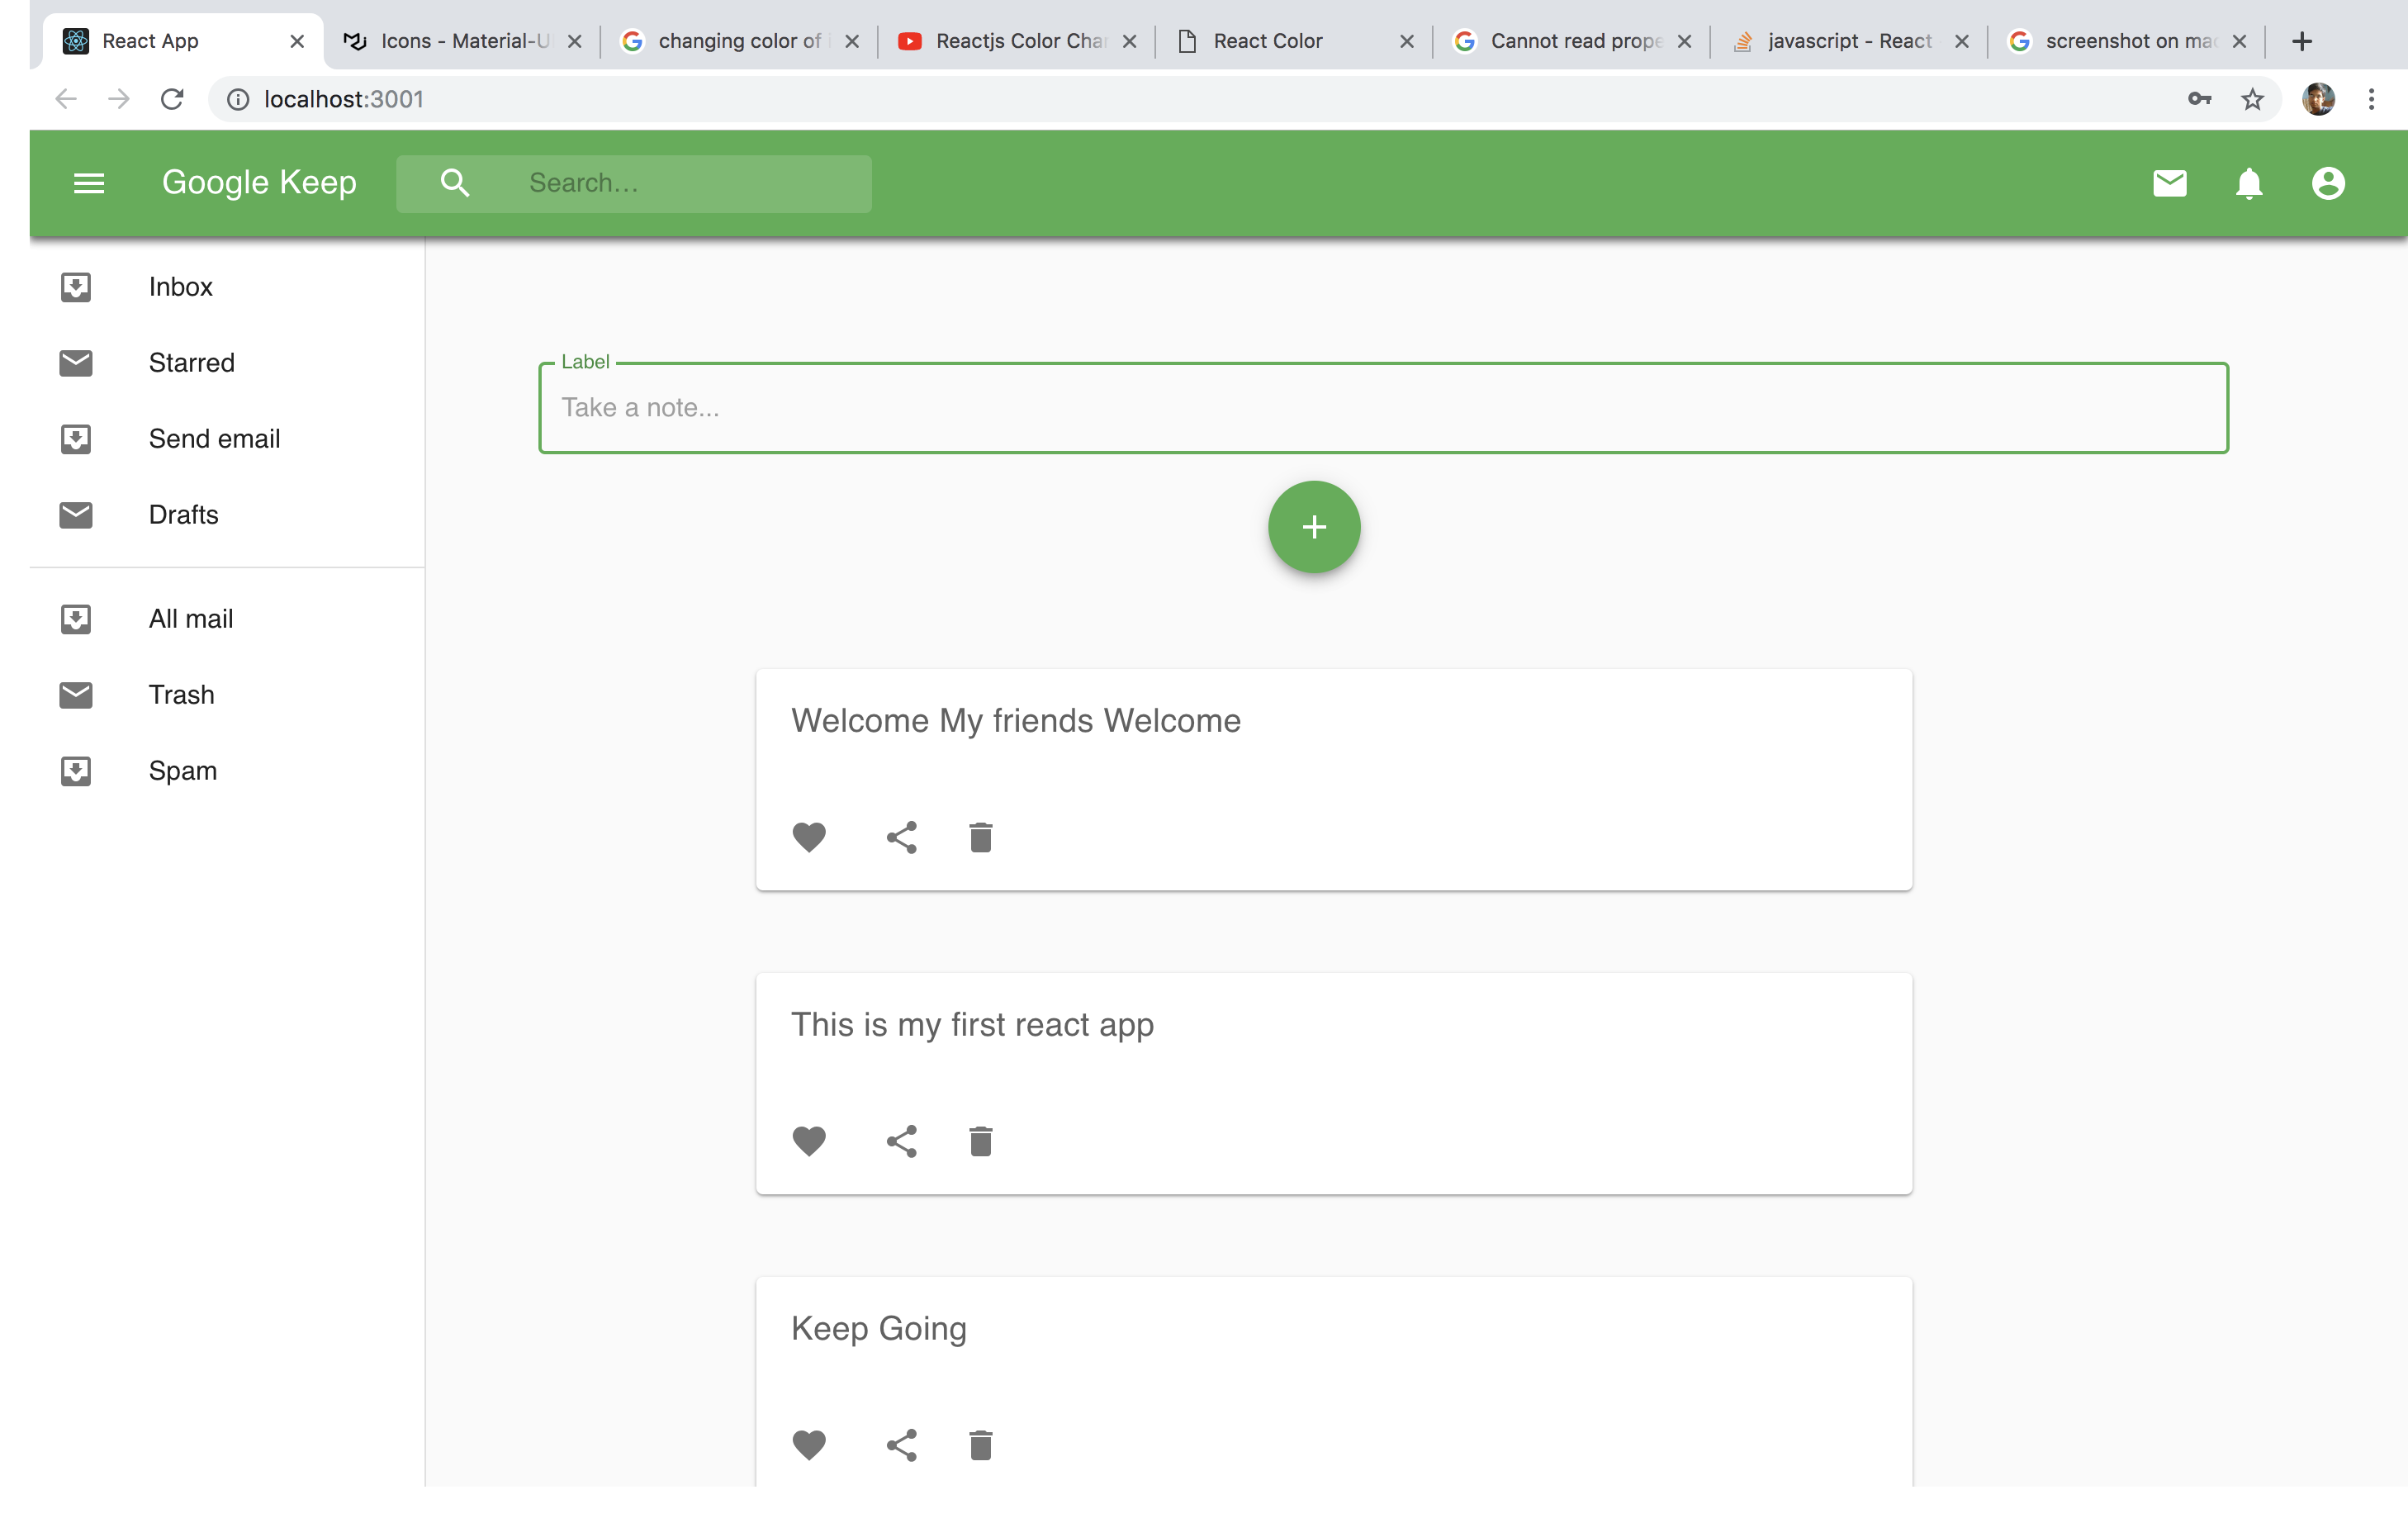 React App
Icons - Material-U
changing color of
Reactjs Color Cha
React Color
Cannot read prope
javascript - React
screenshot on ma
localhost:3001
Google Keep
Search...
Inbox
Starred
Send email
Drafts
All mail
Trash
Spam
Label
Take a note...
Welcome My friends Welcome
This is my first react app
Keep Going